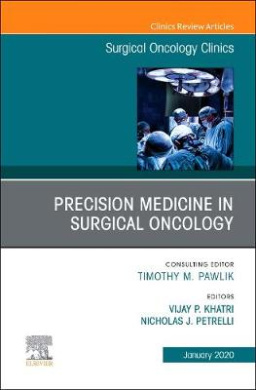 Clinics Review Articles
Surgical Oncology Clinics
PRECISION MEDICINE IN
SURGICAL ONCOLOGY
CONSULTING EDITOR
TIMOTHY M. PAWLIK
EDITORS
VIJAY P. KHATRI
NICHOLAS J. PETRELLI
ELSEVIER
January 2020